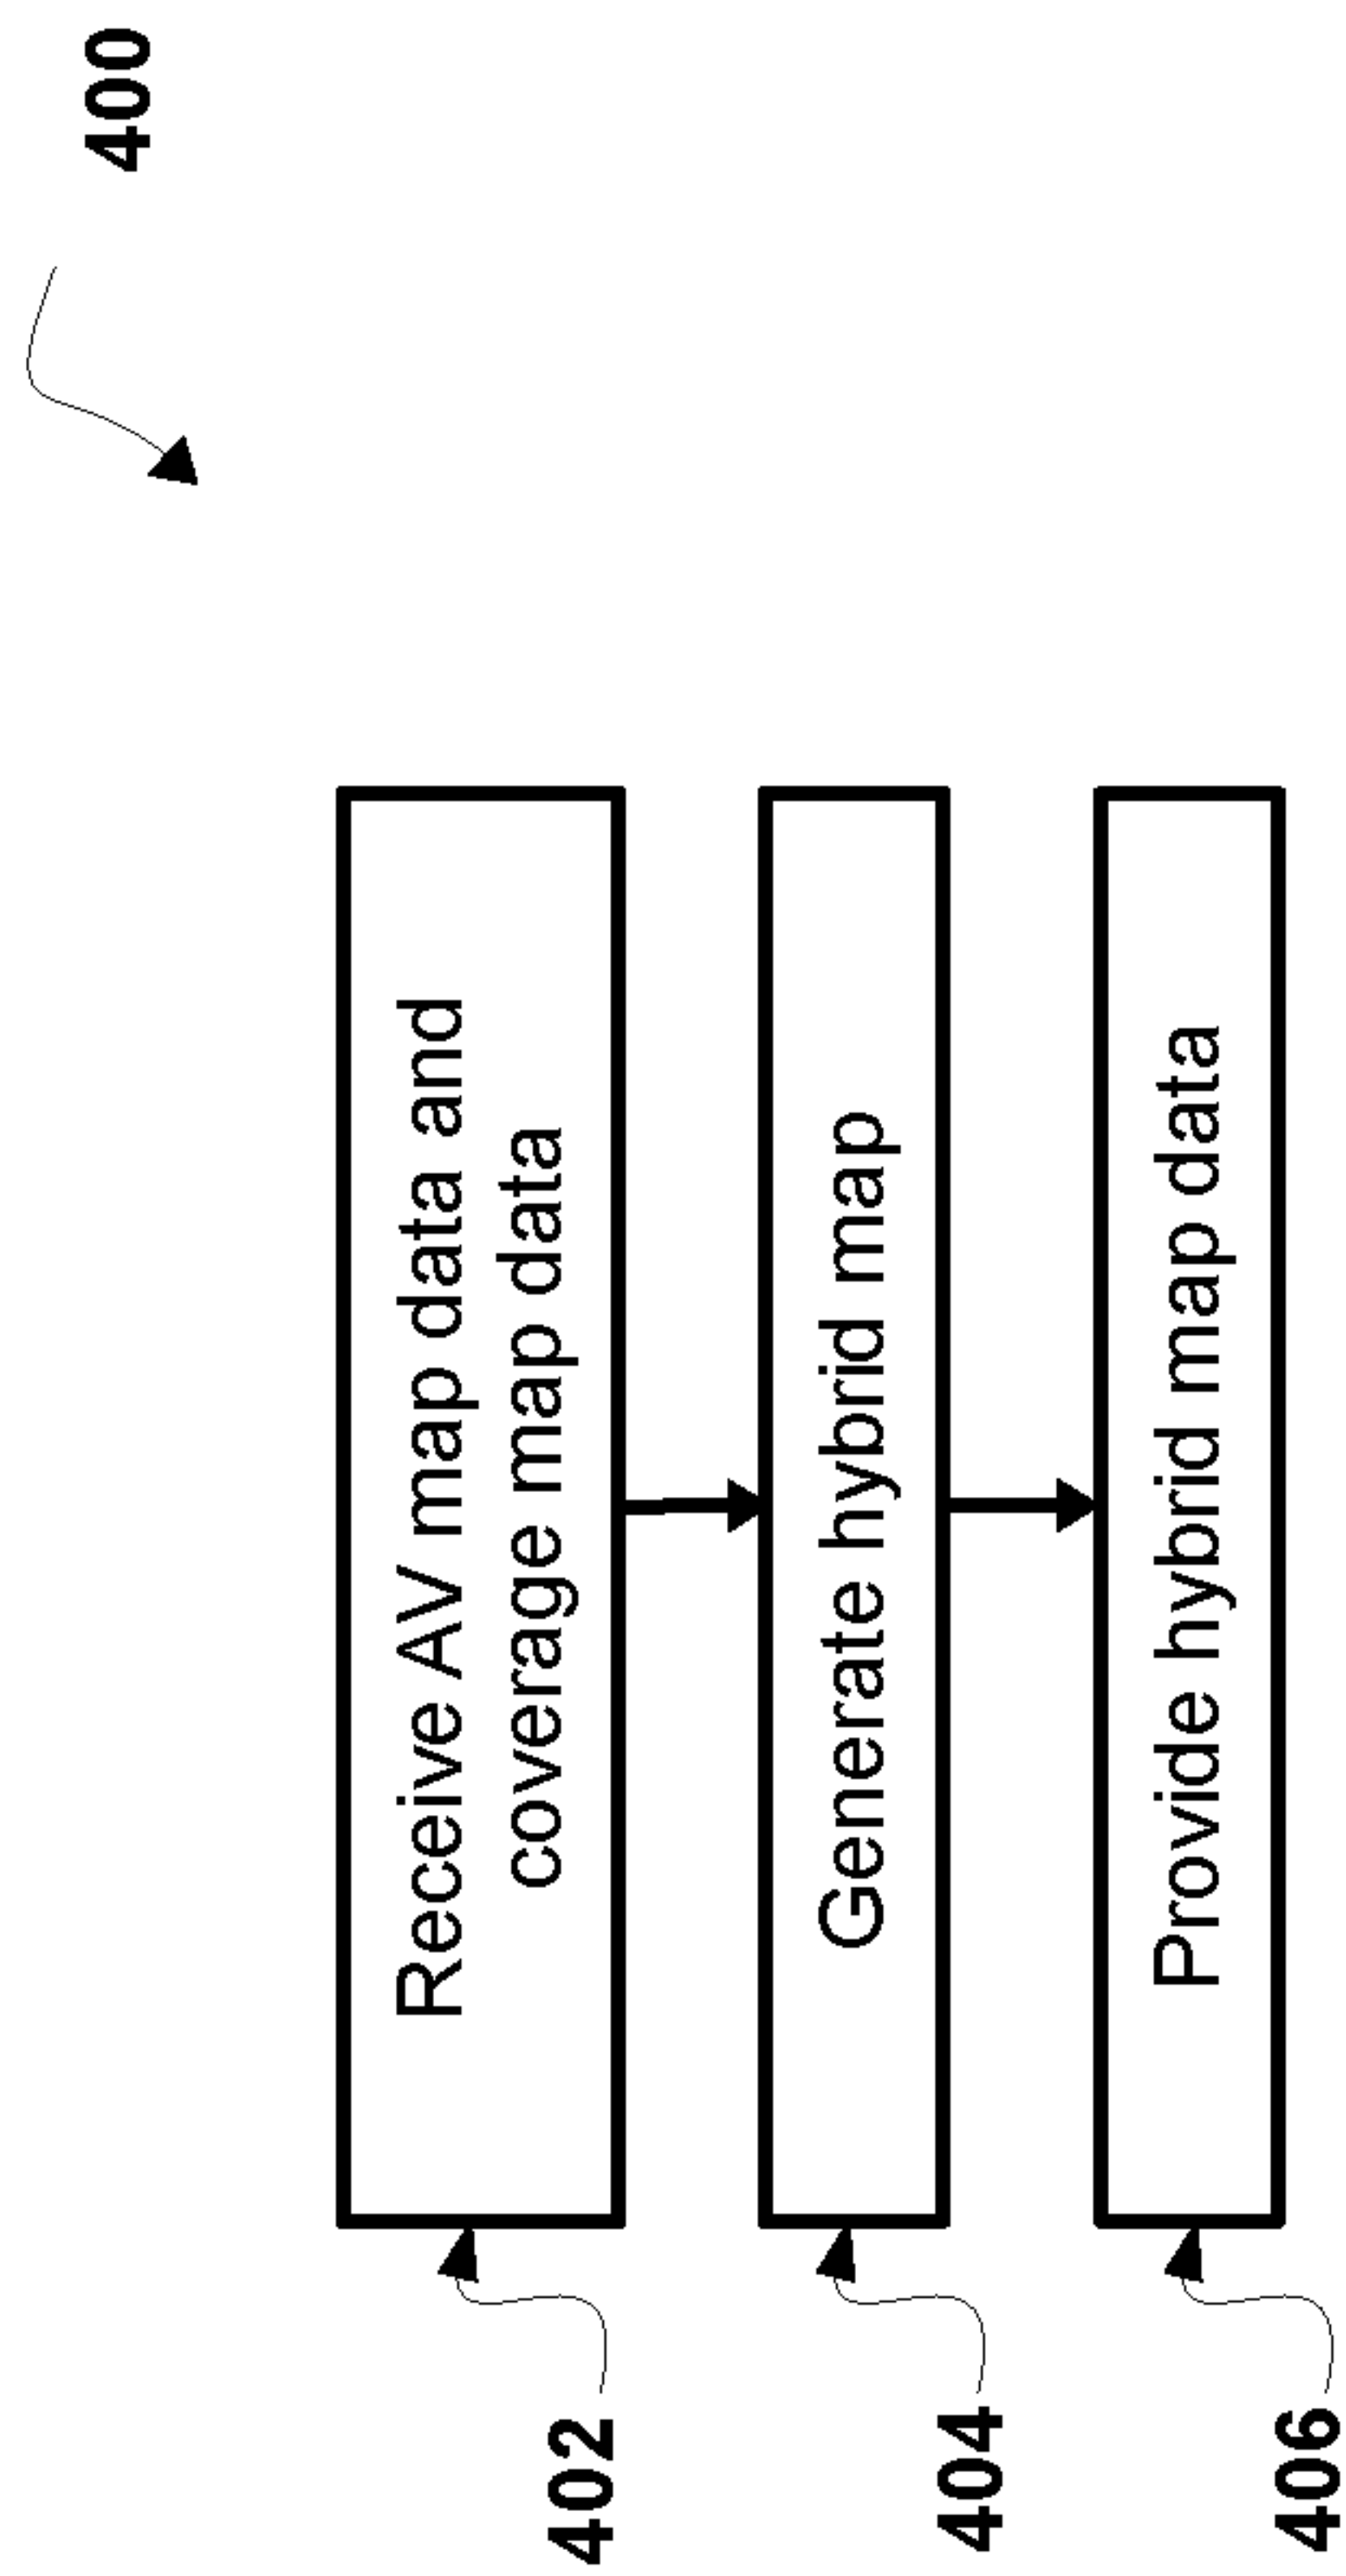 400
402
Receive AV map data and
coverage map data
404
Generate hybrid map
406
Provide hybrid map data